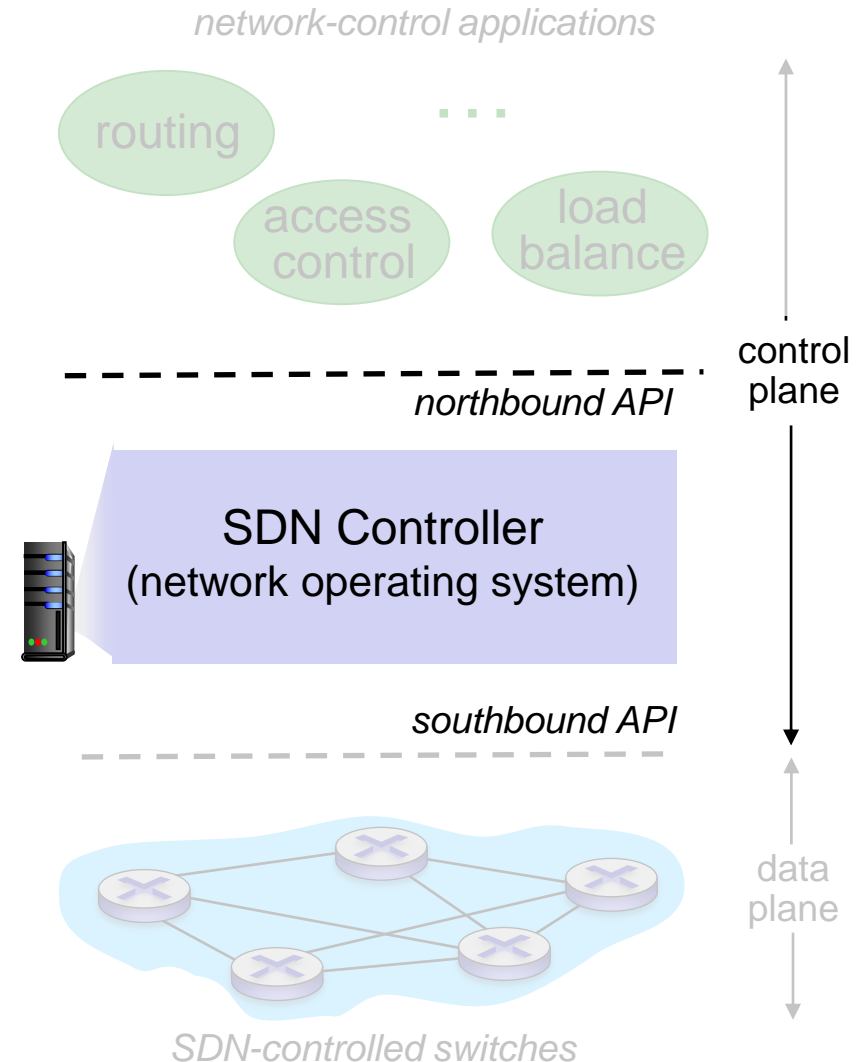 network-control applications
routing
. . .
access
control
load
balance
control
plane
northbound API
SDN Controller
(network operating system)
southbound API
data
plane
SDN-controlled switches